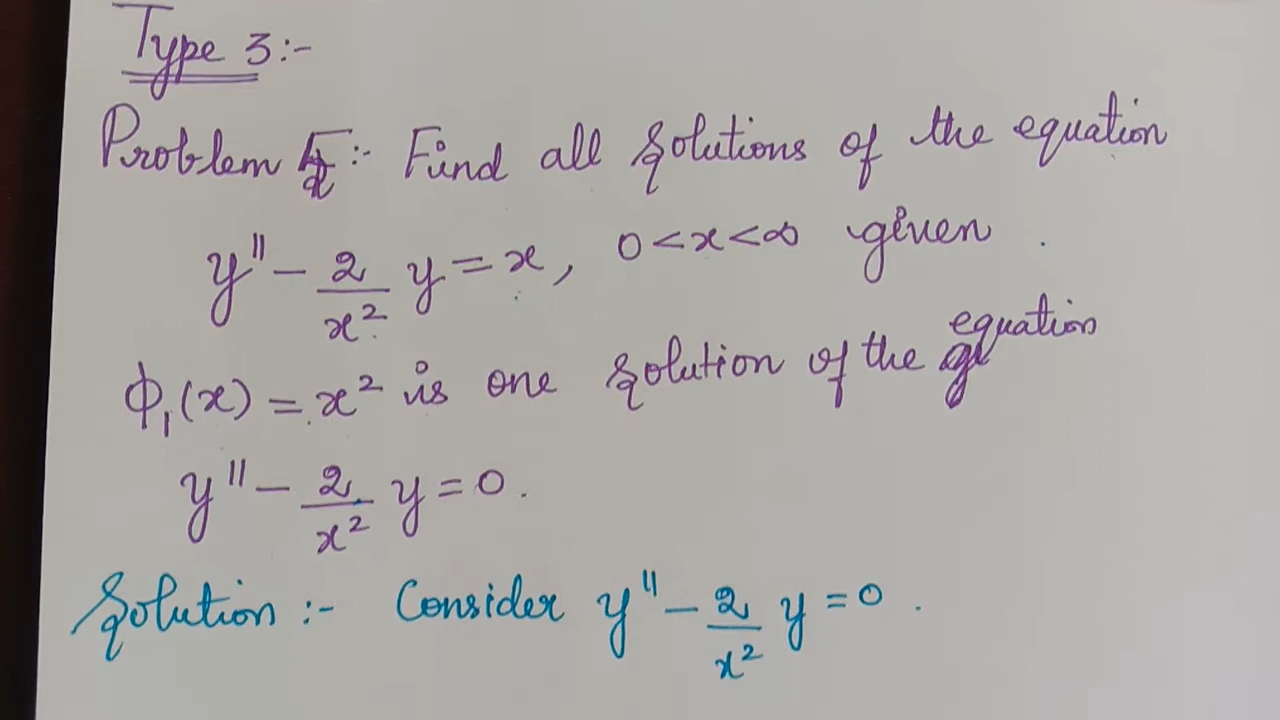 Type 3:-
Problem :- Find all solutions of the equation
y'' - 2/x² y = x, 0 < x < ∞ given
ϕ₁(x) = x² is one solution of the equation
y'' - 2/x² y = 0.
Solution :- Consider y'' - 2/x² y = 0.